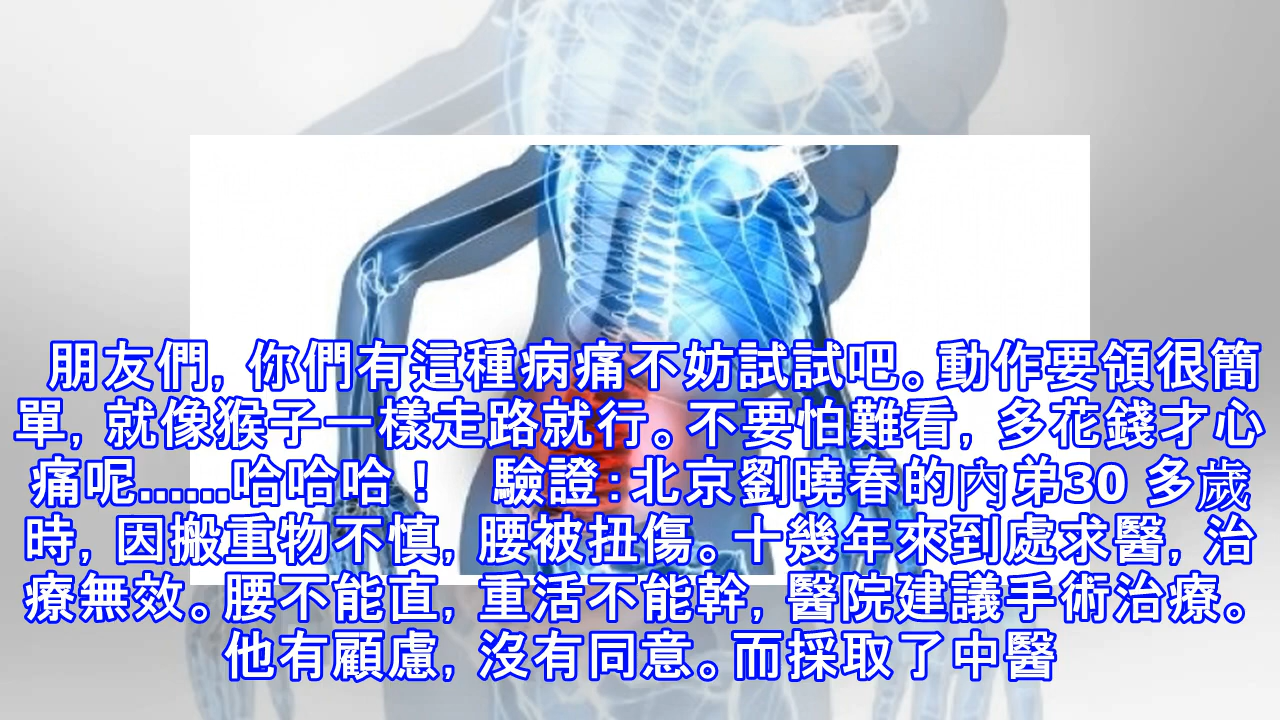 朋友們, 你們有這種病痛不妨試試吧。動作要領很簡
單, 就像猴子一樣走路就行。不要怕難看, 多花錢才心
痛呢......哈哈哈！ 驗證:北京劉曉春的內弟30 多歲
時, 因搬重物不慎, 腰被扭傷。十幾年來到處求醫, 治
療無效。腰不能直, 重活不能幹, 醫院建議手術治療。
他有顧慮, 沒有同意。而採取了中醫